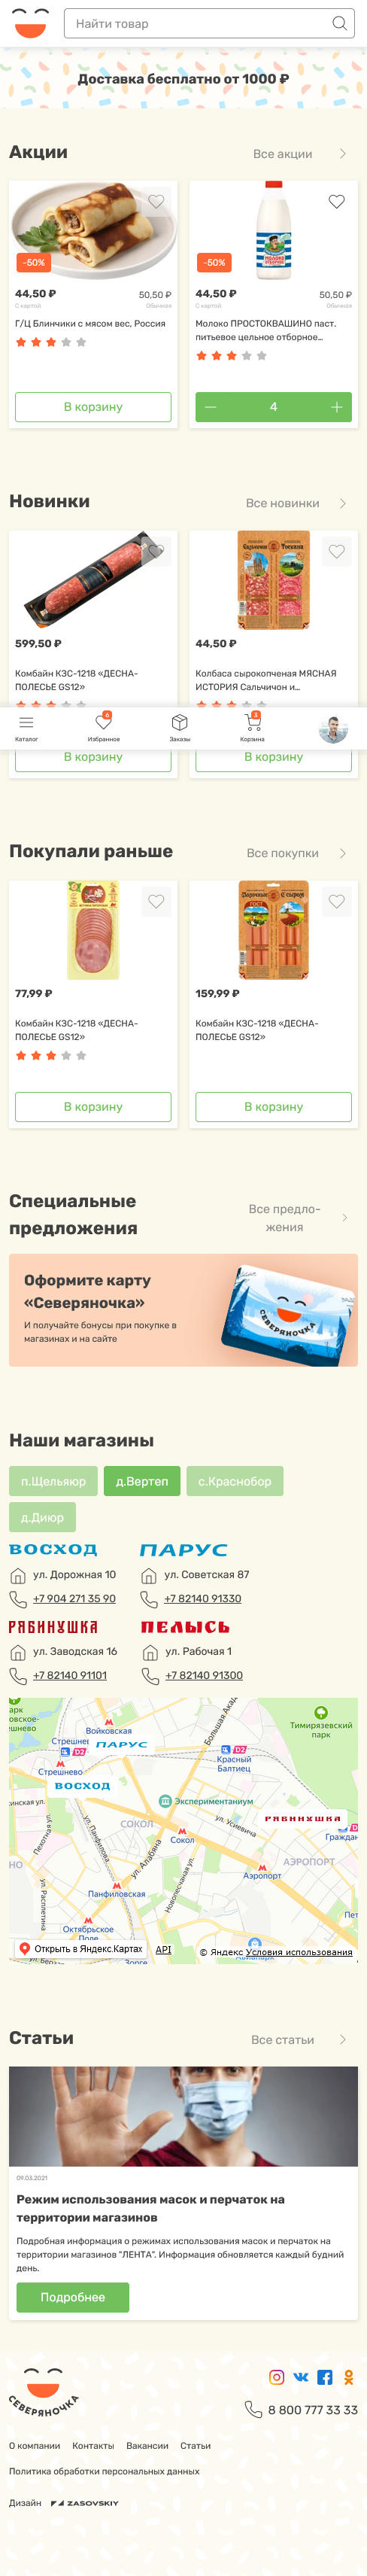 Найти товар
Доставка бесплатно от 1000 ₽
Акции
Все акции
-50%
-50%
44,50 ₽
50,50 ₽
С картой
Обычная
Г/Ц Блинчики с мясом вес, Россия
44,50 ₽
50,50 ₽
С картой
Обычная
Молоко ПРОСТОКВАШИНО паст. питьевое цельное отборное...
В корзину
4
Новинки
Все новинки
599,50 ₽
Комбайн КЗС-1218 «ДЕСНА-
ПОЛЕСЬЕ GS12»
44,50 ₽
Колбаса сырокопченая МЯСНАЯ
ИСТОРИЯ Сальчичон и...
6
3
Каталог
Избранное
Заказы
Корзина
В корзину
В корзину
Покупали раньше
Все покупки
77,99 ₽
Комбайн КЗС-1218 «ДЕСНА-
ПОЛЕСЬЕ GS12»
159,99 ₽
Комбайн КЗС-1218 «ДЕСНА-
ПОЛЕСЬЕ GS12»
В корзину
В корзину
Специальные
предложения
Все предло-
жения
Оформите карту
«Северяночка»
И получайте бонусы при покупке в
магазинах и на сайте
СЕВЕРЯНОЧКА
Наши магазины
п.Щельяюр
д.Вертеп
с.Краснобор
д.Диюр
ВОСХОД
ПАРУС
ул. Дорожная 10
ул. Советская 87
+7 904 271 35 90
+7 82140 91330
РЯБИНУШКА
ПЕЛЫСЬ
ул. Заводская 16
ул. Рабочая 1
+7 82140 91101
+7 82140 91300
Тимирязевский
парк
Войковская
Стрешнево
D2
ПАРУС
Красный
Балтиец
D2
Стрешнево
ВОСХОД
Экспериментаниум
РЯБИНУШКА
СОКОЛ
Сокол
ул. Усиевича
ул. Панфилова
ул. Алабяна
АЭРОПОРТ
Аэропорт
Панфиловская
Октябрьское
Поле
Открыть в Яндекс.Картах
API
© Яндекс Условия использования
Статьи
Все статьи
09.03.2021
Режим использования масок и перчаток на
территории магазинов
Подробная информация о режимах использования масок и перчаток на
территории магазинов "ЛЕНТА". Информация обновляется каждый будний
день.
Подробнее
СЕВЕРЯНОЧКА
8 800 777 33 33
О компании
Контакты
Вакансии
Статьи
Политика обработки персональных данных
Дизайн
ZASOVSKIY